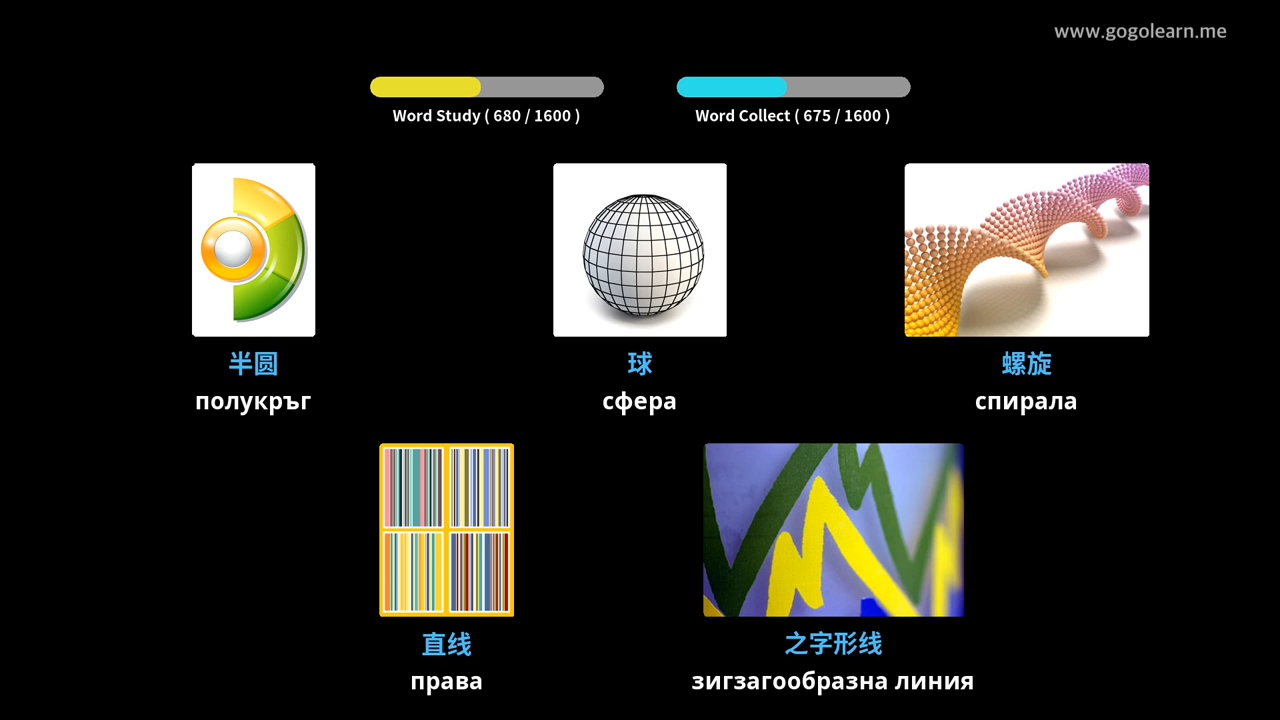 www.gogolearn.me
Word Study ( 680 / 1600 )
Word Collect ( 675 / 1600 )
半圆
球
螺旋
полукръг
сфера
спирала
直线
之字形线
права
зигзагообразна линия